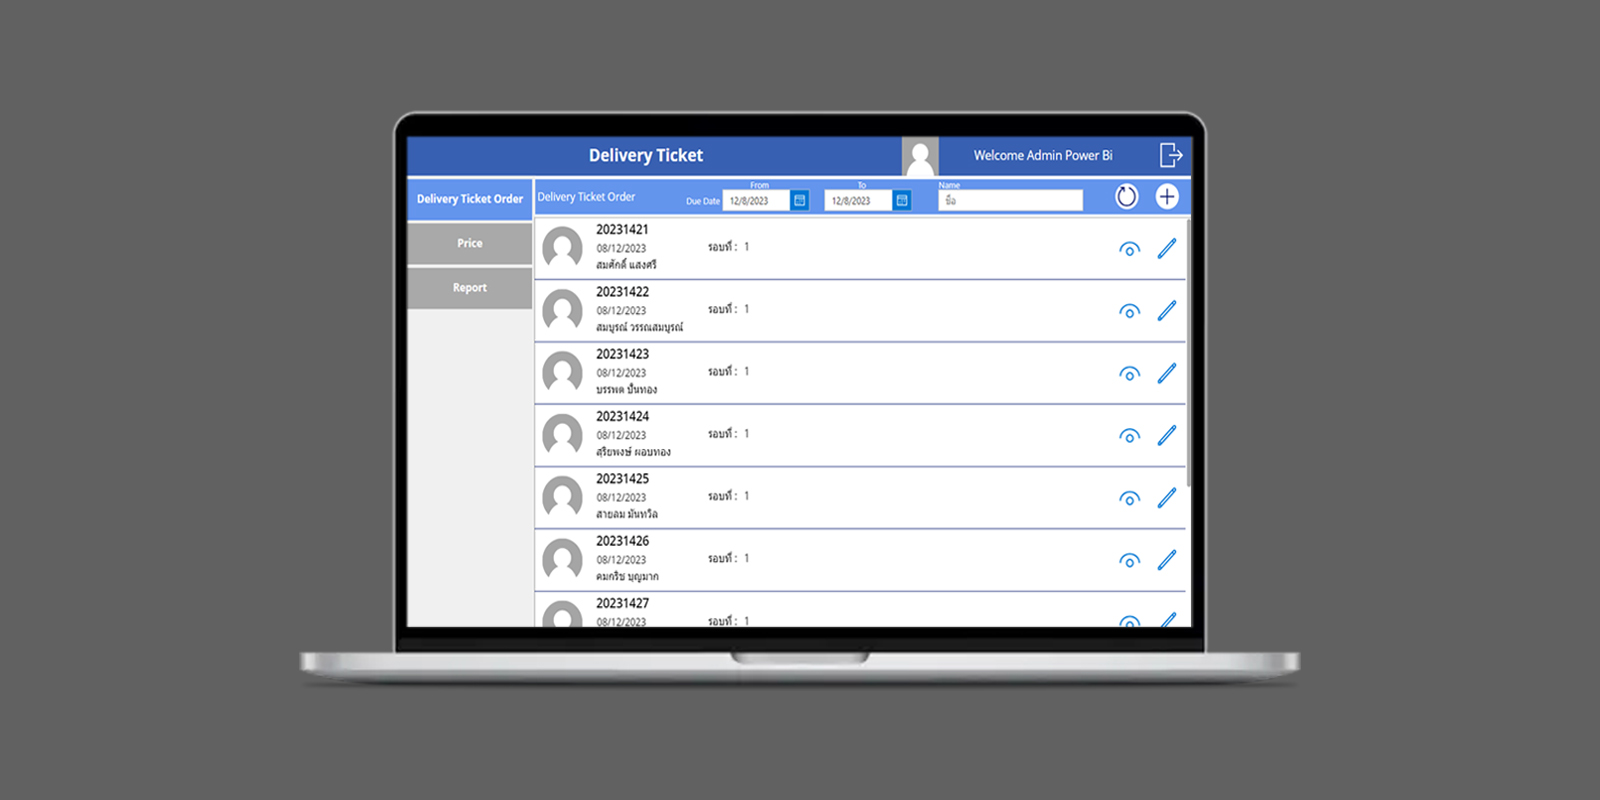 Delivery Ticket
Welcome Admin Power Bi
Delivery Ticket Order
Price
Report
Delivery Ticket Order
From
To
Name
Due Date
12/8/2023
12/8/2023
ชื่อ
20231421
08/12/2023
สมศักดิ์ แสงศรี
รอบที่ : 1
20231422
08/12/2023
สมบูรณ์ วรรณสมบูรณ์
รอบที่ : 1
20231423
08/12/2023
บรรพต ปั้นทอง
รอบที่ : 1
20231424
08/12/2023
สุริยพงษ์ ผอบทอง
รอบที่ : 1
20231425
08/12/2023
สายลม มันทวีล
รอบที่ : 1
20231426
08/12/2023
คมกริช บุญมาก
รอบที่ : 1
20231427
08/12/2023
รอบที่ : 1